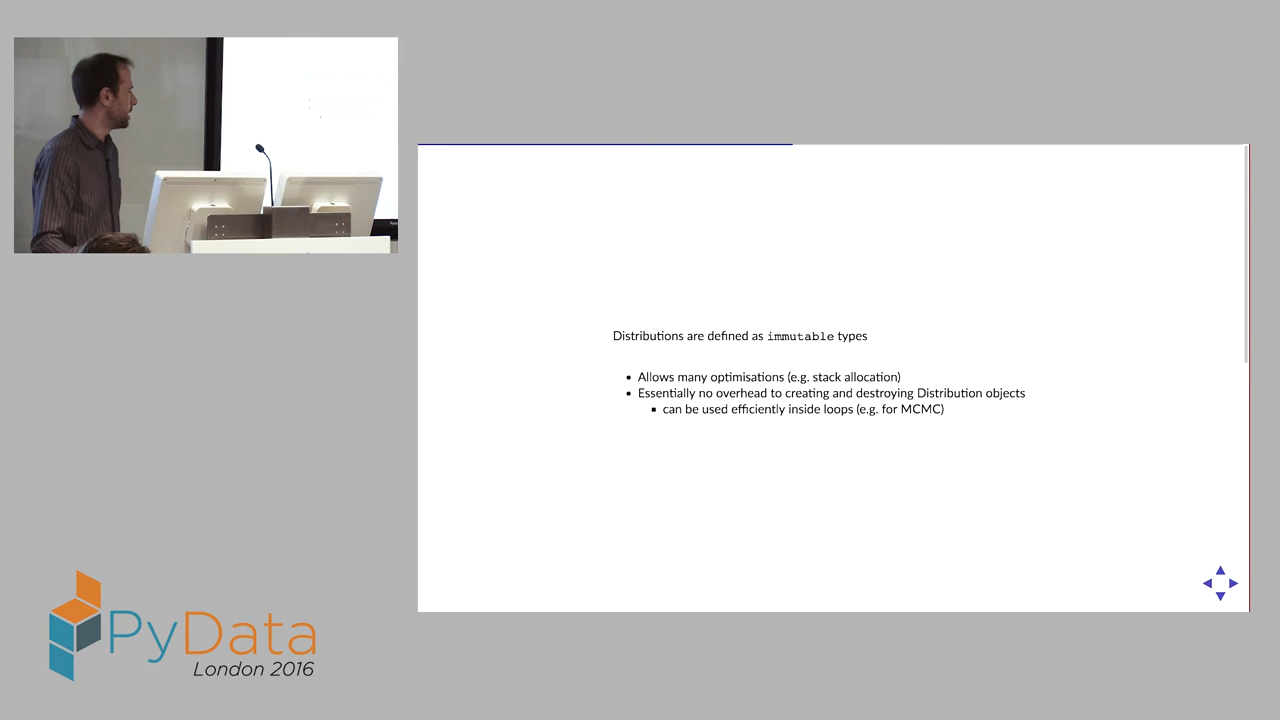 Distributions are defined as immutable types
• Allows many optimisations (e.g. stack allocation)
• Essentially no overhead to creating and destroying Distribution objects
▪ can be used efficiently inside loops (e.g. for MCMC)
PyData
London 2016